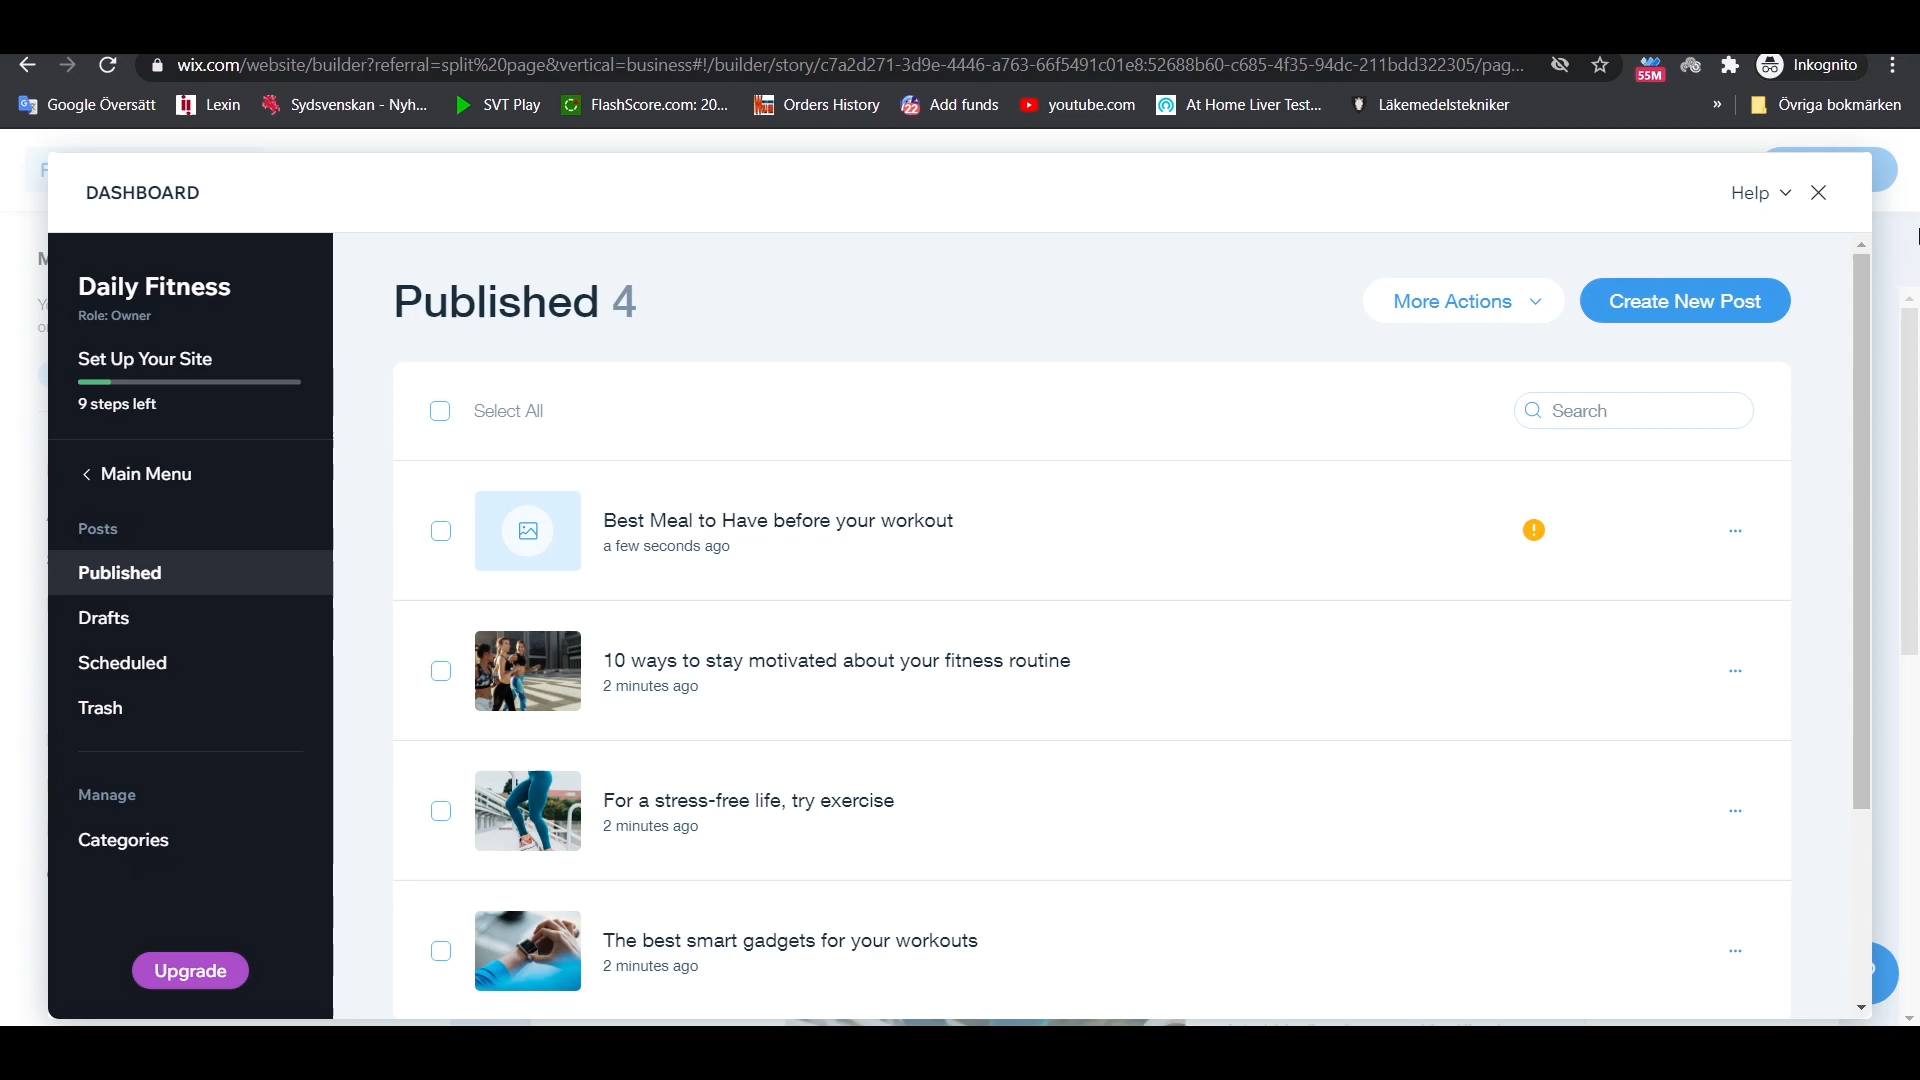 wix.com/website/builder?referral=split%20page&vertical=business#!/builder/story/c7a2d271-3d9e-4446-a763-66f5491c01e8:52688b60-c685-4f35-94dc-211bdd322305/pag...
55M
Inkognito
Google Översätt
Lexin
Sydsvenskan - Nyh...
SVT Play
FlashScore.com: 20...
Orders History
Add funds
youtube.com
At Home Liver Test...
Läkemedelstekniker
»
Övriga bokmärken
DASHBOARD
Help
Daily Fitness
Role: Owner
Set Up Your Site
9 steps left
Main Menu
Posts
Published
Drafts
Scheduled
Trash
Manage
Categories
Upgrade
Published 4
More Actions
Create New Post
Select All
Search
Best Meal to Have before your workout
a few seconds ago
10 ways to stay motivated about your fitness routine
2 minutes ago
For a stress-free life, try exercise
2 minutes ago
The best smart gadgets for your workouts
2 minutes ago